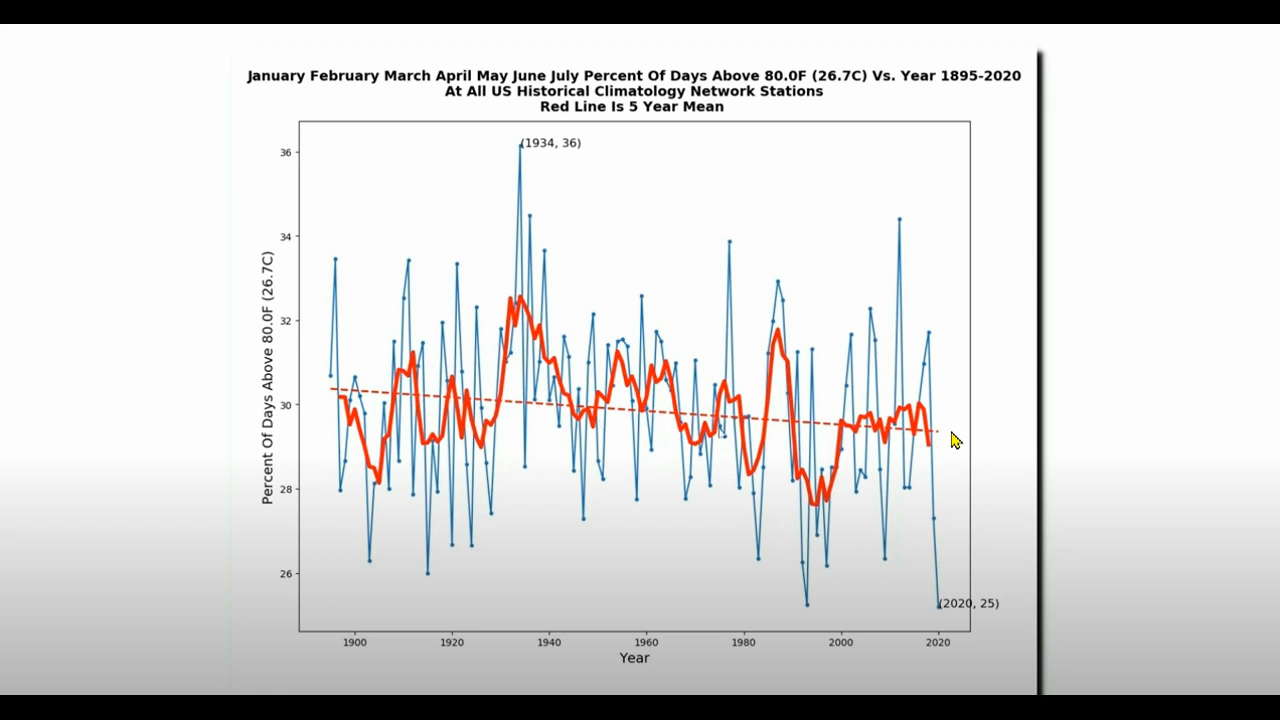 January February March April May June July Percent Of Days Above 80.0F (26.7C) Vs. Year 1895-2020
At All US Historical Climatology Network Stations
Red Line Is 5 Year Mean
(1934, 36)
36
34
32
30
28
26
Percent Of Days Above 80.0F (26.7C)
(2020, 25)
1900 1920 1940 1960 1980 2000 2020
Year